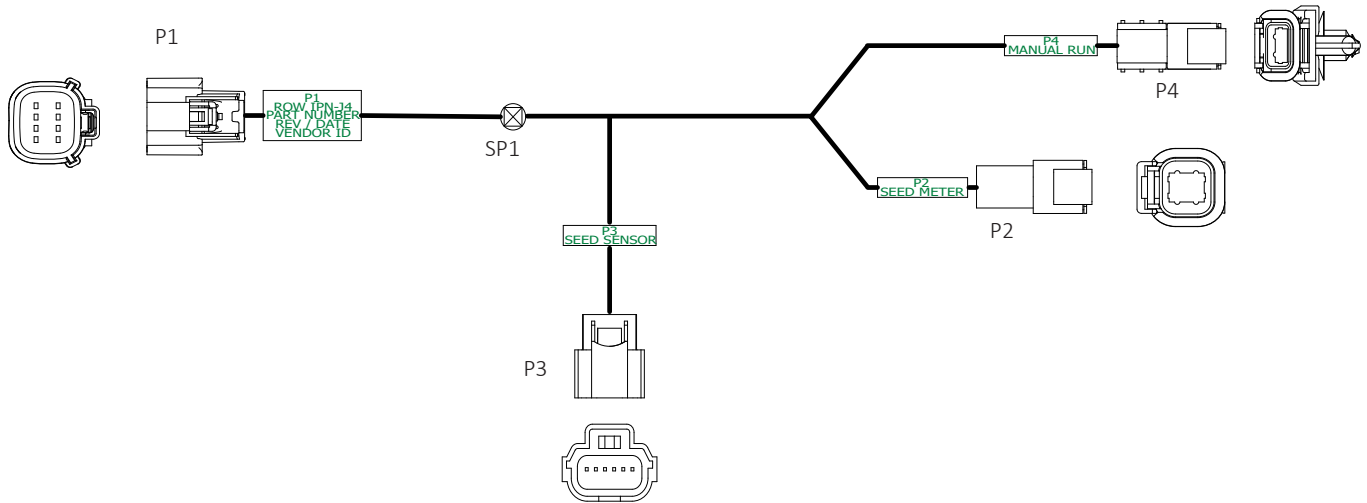 P1
P1
ROW IPN-J4
PART NUMBER
REV / DATE
VENDOR ID
SP1
P4
MANUAL RUN
P4
P2
SEED METER
P2
P3
SEED SENSOR
P3